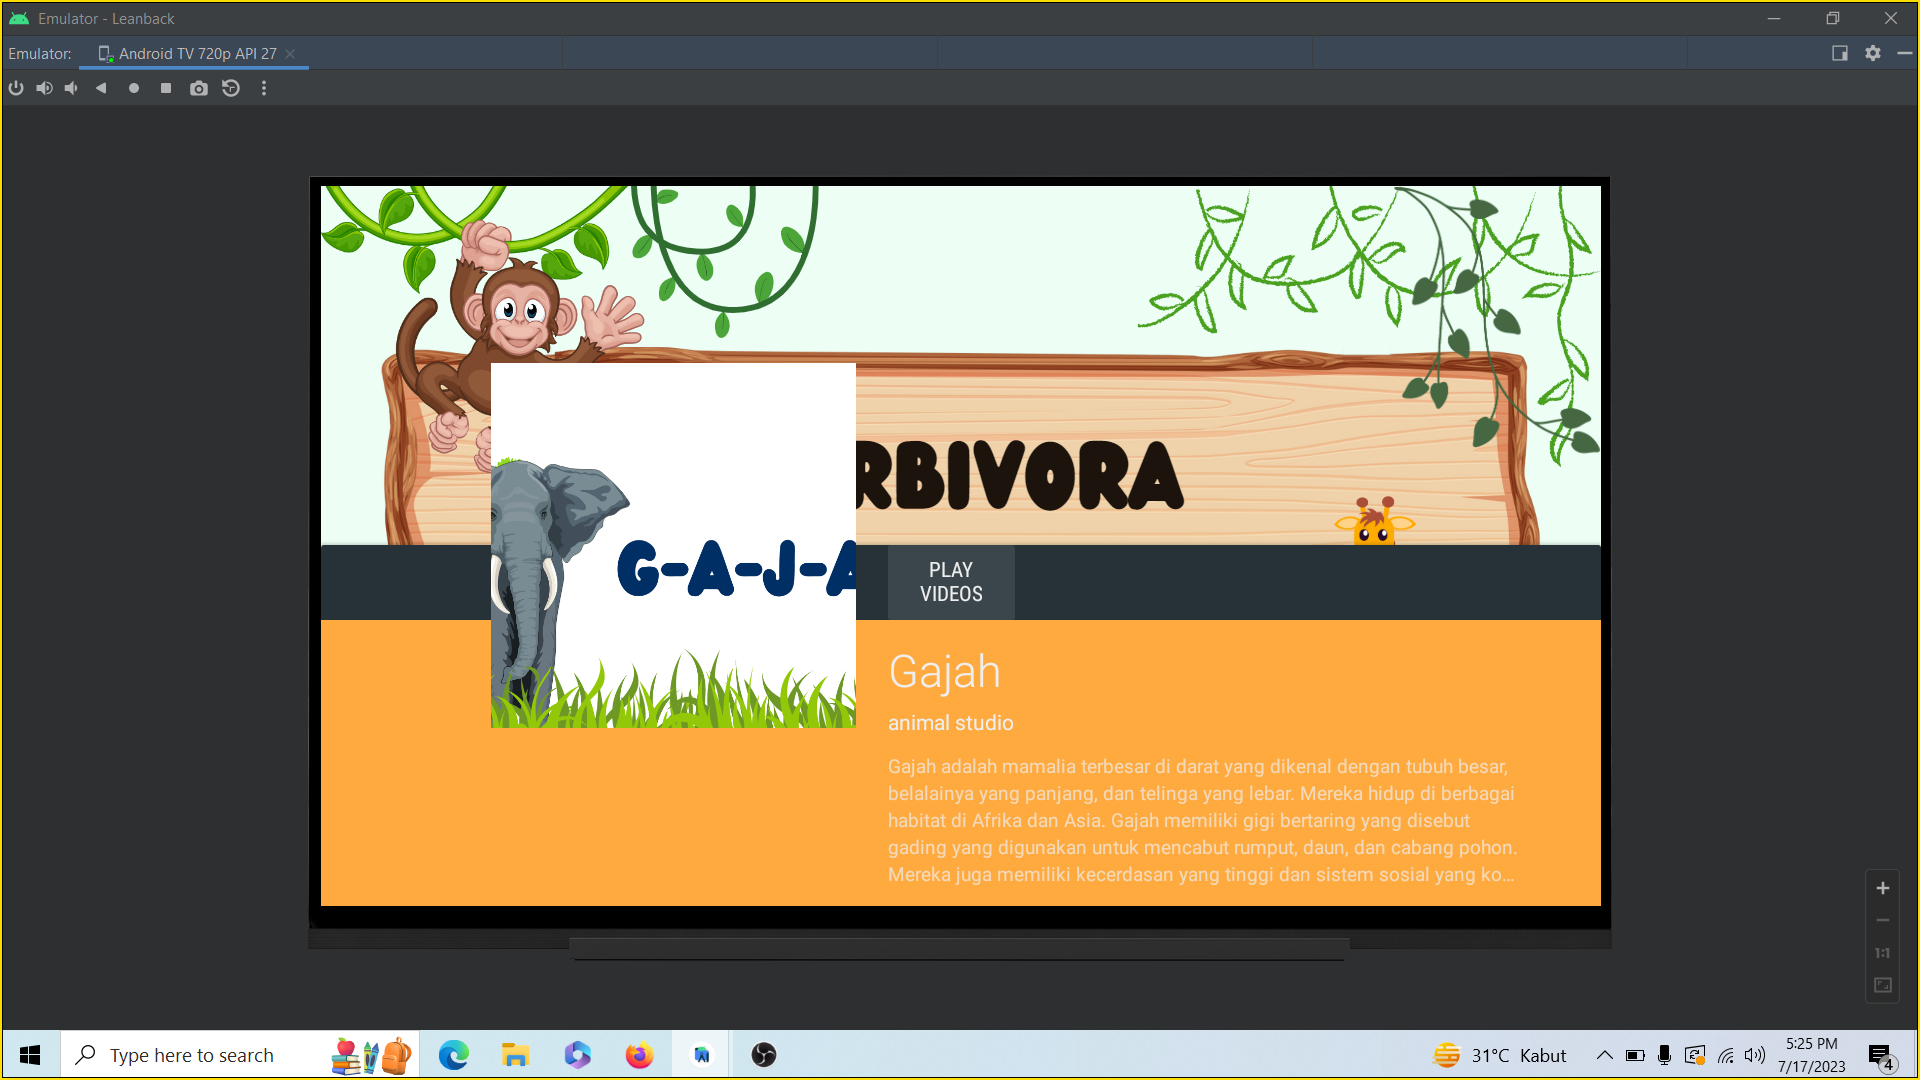 Emulator - Leanback
Emulator:
Android TV 720p API 27
RBIVORA
G-A-J-A
PLAY
VIDEOS
Gajah
animal studio
Gajah adalah mamalia terbesar di darat yang dikenal dengan tubuh besar,
belalainya yang panjang, dan telinga yang lebar. Mereka hidup di berbagai
habitat di Afrika dan Asia. Gajah memiliki gigi bertaring yang disebut
gading yang digunakan untuk mencabut rumput, daun, dan cabang pohon.
Mereka juga memiliki kecerdasan yang tinggi dan sistem sosial yang ko...
1:1
Type here to search
31°C Kabut
5:25 PM
7/17/2023
4